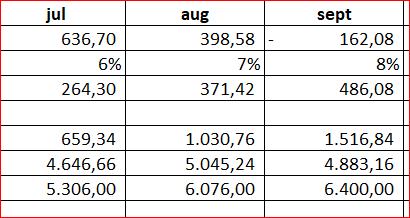 jul aug sept
636,70 398,58 - 162,08
6% 7% 8%
264,30 371,42 486,08
659,34 1.030,76 1.516,84
4.646,66 5.045,24 4.883,16
5.306,00 6.076,00 6.400,00